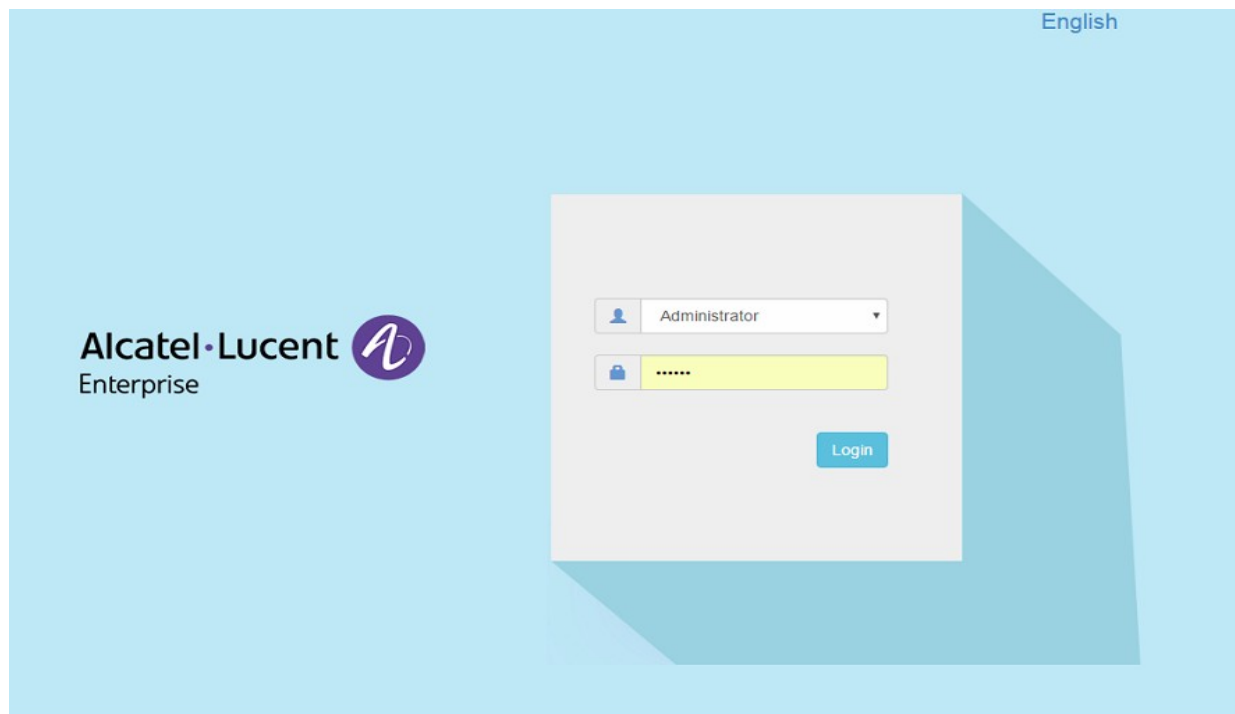 English
Alcatel·Lucent
Enterprise
Administrator
••••••
Login